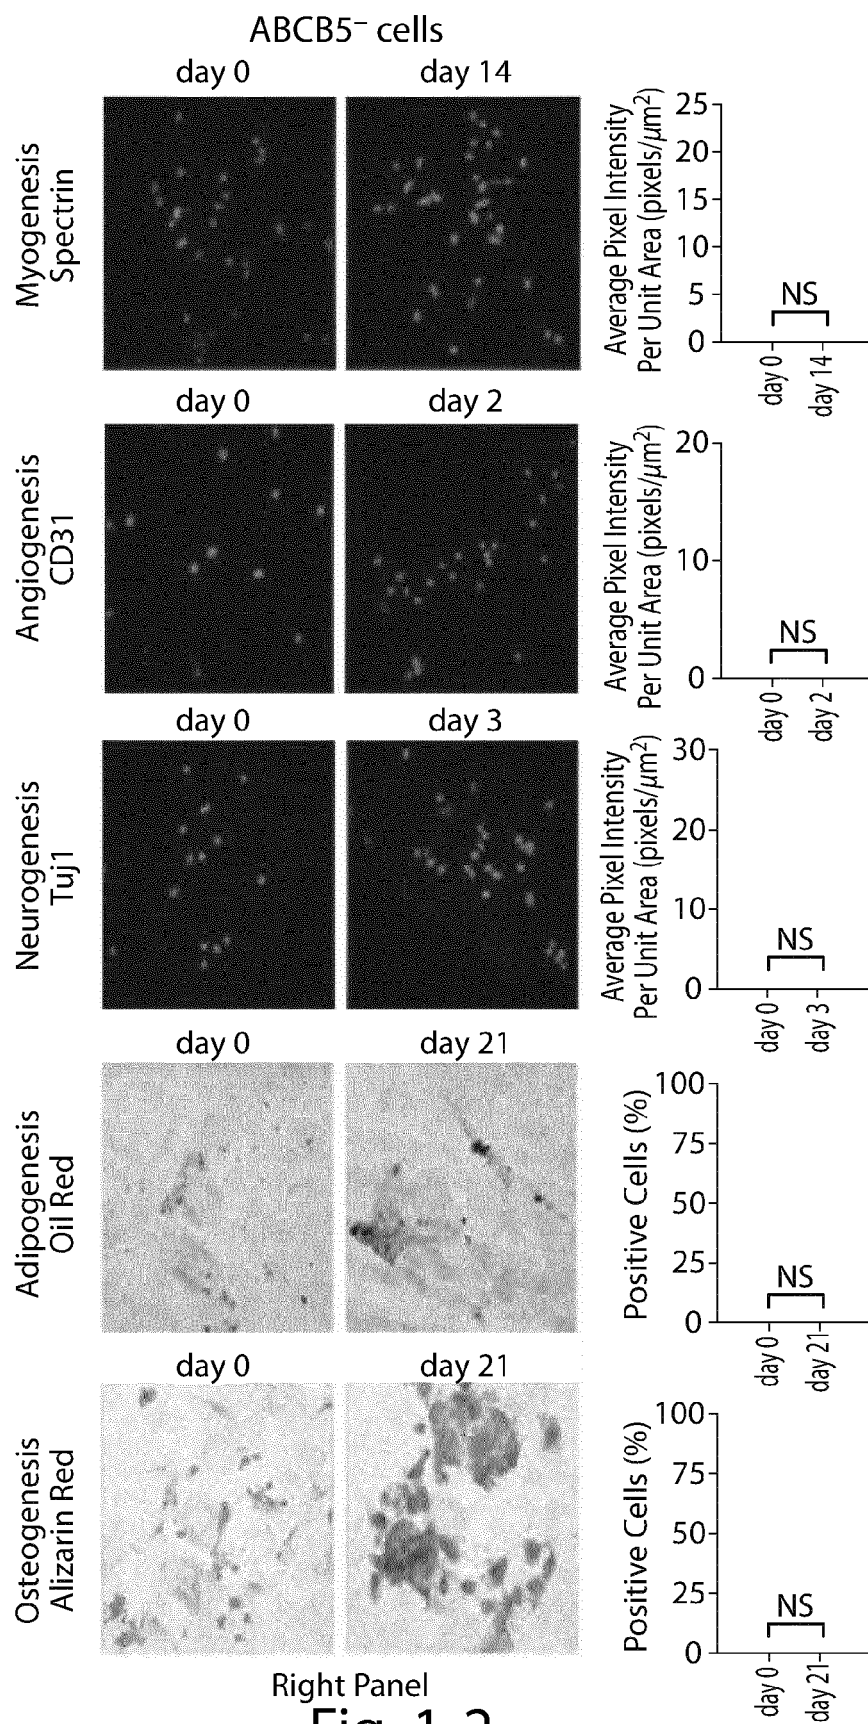 ABCB5⁻ cells
day 0
day 14
Myogenesis
Spectrin
Average Pixel Intensity
Per Unit Area (pixels/μm²)
25
20
15
10
5
0
NS
day 0
day 14
day 0
day 2
Angiogenesis
CD31
Average Pixel Intensity
Per Unit Area (pixels/μm²)
20
10
0
NS
day 0
day 2
day 0
day 3
Neurogenesis
Tuj1
Average Pixel Intensity
Per Unit Area (pixels/μm²)
30
20
10
0
NS
day 0
day 3
day 0
day 21
Adipogenesis
Oil Red
Positive Cells (%)
100
75
50
25
0
NS
day 0
day 21
day 0
day 21
Osteogenesis
Alizarin Red
Positive Cells (%)
100
75
50
25
0
NS
day 0
day 21
Right Panel